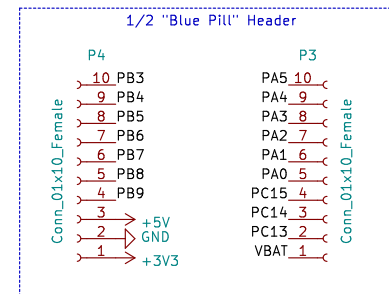 1/2 "Blue Pill" Header
P4
P3
10 PB3
9 PB4
8 PB5
7 PB6
6 PB7
5 PB8
4 PB9
3 +5V
2 GND
1 +3V3
Conn_01x10_Female
PA5 10
PA4 9
PA3 8
PA2 7
PA1 6
PA0 5
PC15 4
PC14 3
PC13 2
VBAT 1
Conn_01x10_Female